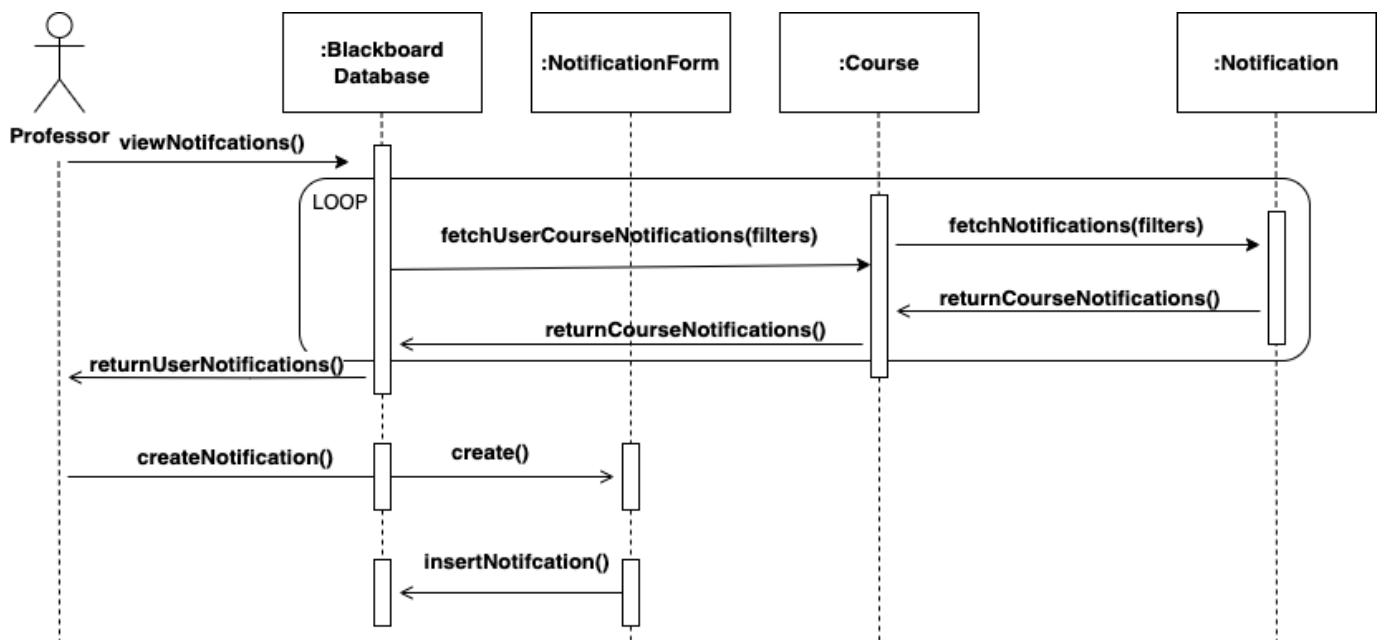 :Blackboard
Database
:NotificationForm
:Course
:Notification
Professor
viewNotifcations()
LOOP
fetchUserCourseNotifications(filters)
fetchNotifications(filters)
returnCourseNotifications()
returnCourseNotifications()
returnUserNotifications()
createNotification()
create()
insertNotifcation()